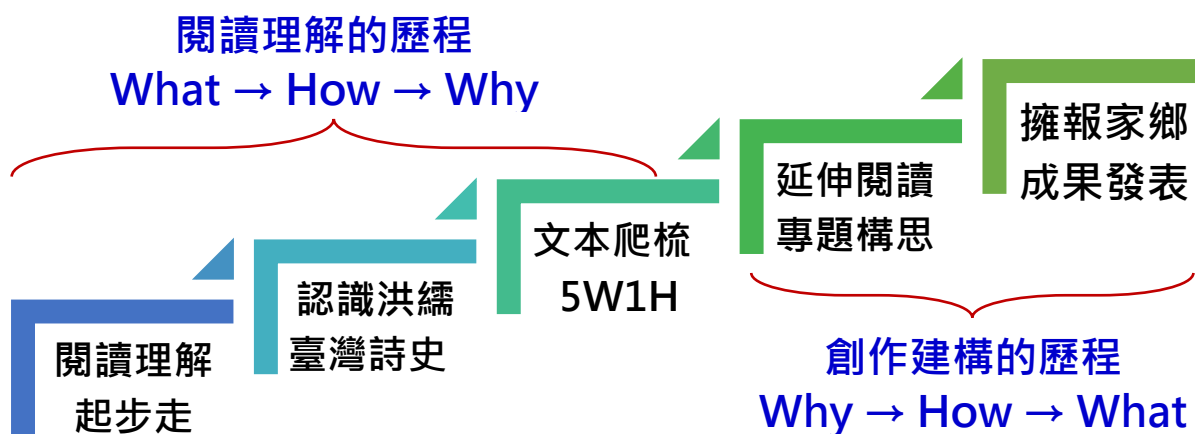 閱讀理解的歷程
What → How → Why
閱讀理解
起步走
認識洪繻
臺灣詩史
文本爬梳
5W1H
延伸閱讀
專題構思
擁報家鄉
成果發表
創作建構的歷程
Why → How → What